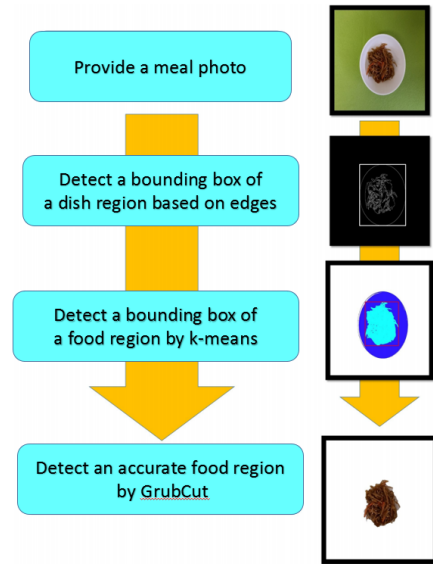 Provide a meal photo
Detect a bounding box of
a dish region based on edges
Detect a bounding box of
a food region by k-means
Detect an accurate food region
by GrubCut